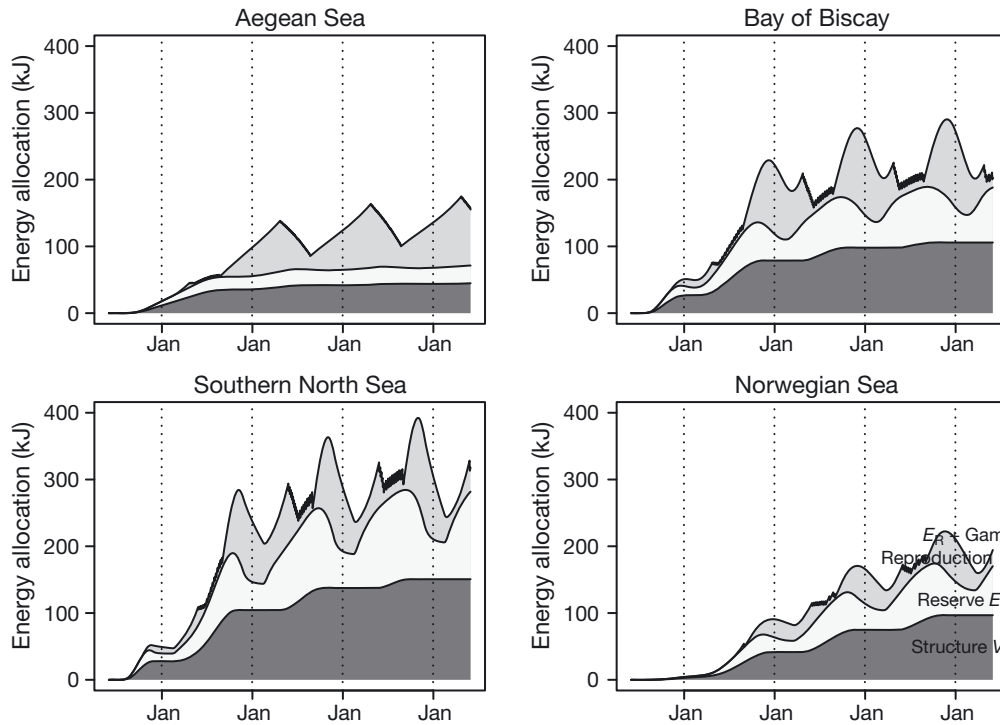 Aegean Sea
Energy allocation (kJ)
400
300
200
100
0
Jan Jan Jan Jan
Bay of Biscay
Energy allocation (kJ)
400
300
200
100
0
Jan Jan Jan Jan
Southern North Sea
Energy allocation (kJ)
400
300
200
100
0
Jan Jan Jan Jan
Norwegian Sea
Energy allocation (kJ)
400
300
200
100
0
E_R + Gam
Reproduction
Reserve E
Structure V
Jan Jan Jan Jan